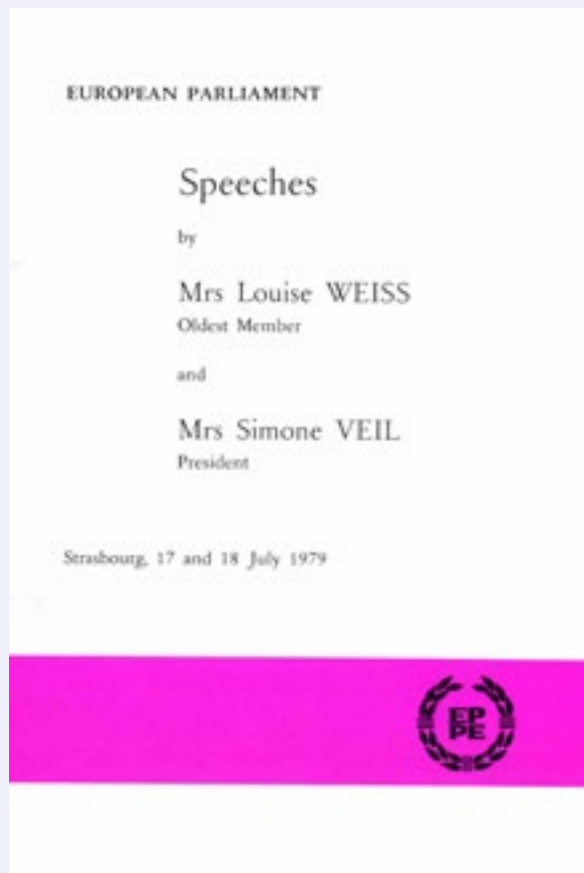 EUROPEAN PARLIAMENT
Speeches
by
Mrs Louise WEISS
Oldest Member
and
Mrs Simone VEIL
President
Strasbourg, 17 and 18 July 1979
EP
PE